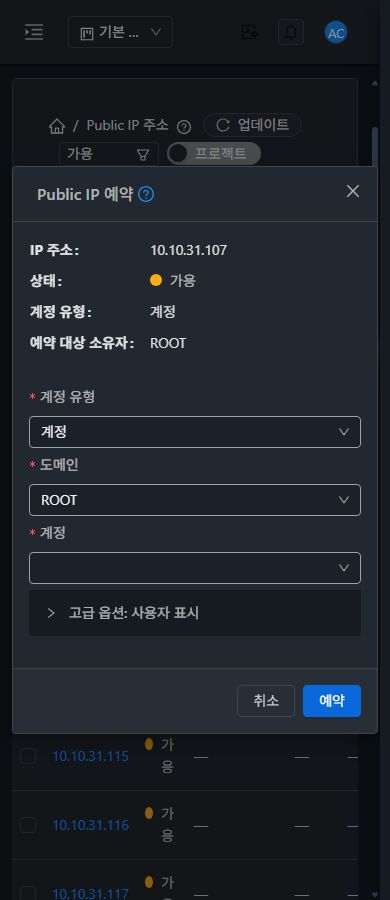 기본 ...
AC
/ Public IP 주소
업데이트
가용
프로젝트
Public IP 예약
IP 주소: 10.10.31.107
상태: 가용
계정 유형: 계정
예약 대상 소유자: ROOT
* 계정 유형
계정
* 도메인
ROOT
* 계정
고급 옵션: 사용자 표시
취소
예약
10.10.31.115 가용 — — —
10.10.31.116 가용 — — —
10.10.31.117 가